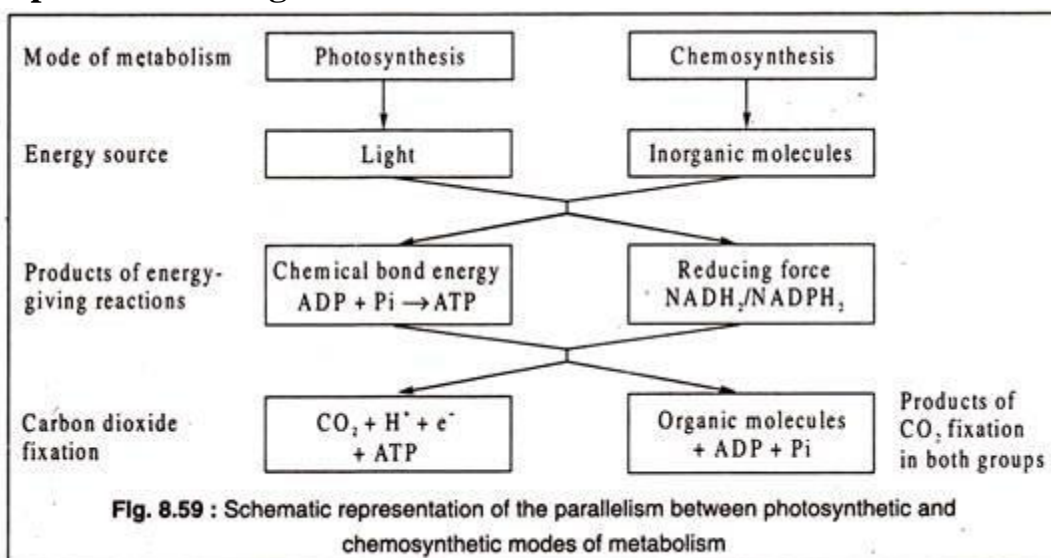 Mode of metabolism
Photosynthesis
Chemosynthesis
Energy source
Light
Inorganic molecules
Products of energy-
giving reactions
Chemical bond energy
ADP + Pi → ATP
Reducing force
NADH₂/NADPH₂
Carbon dioxide
fixation
CO₂ + H⁺ + e⁻
+ ATP
Organic molecules
+ ADP + Pi
Products of
CO₂ fixation
in both groups
Fig. 8.59 : Schematic representation of the parallelism between photosynthetic and
chemosynthetic modes of metabolism